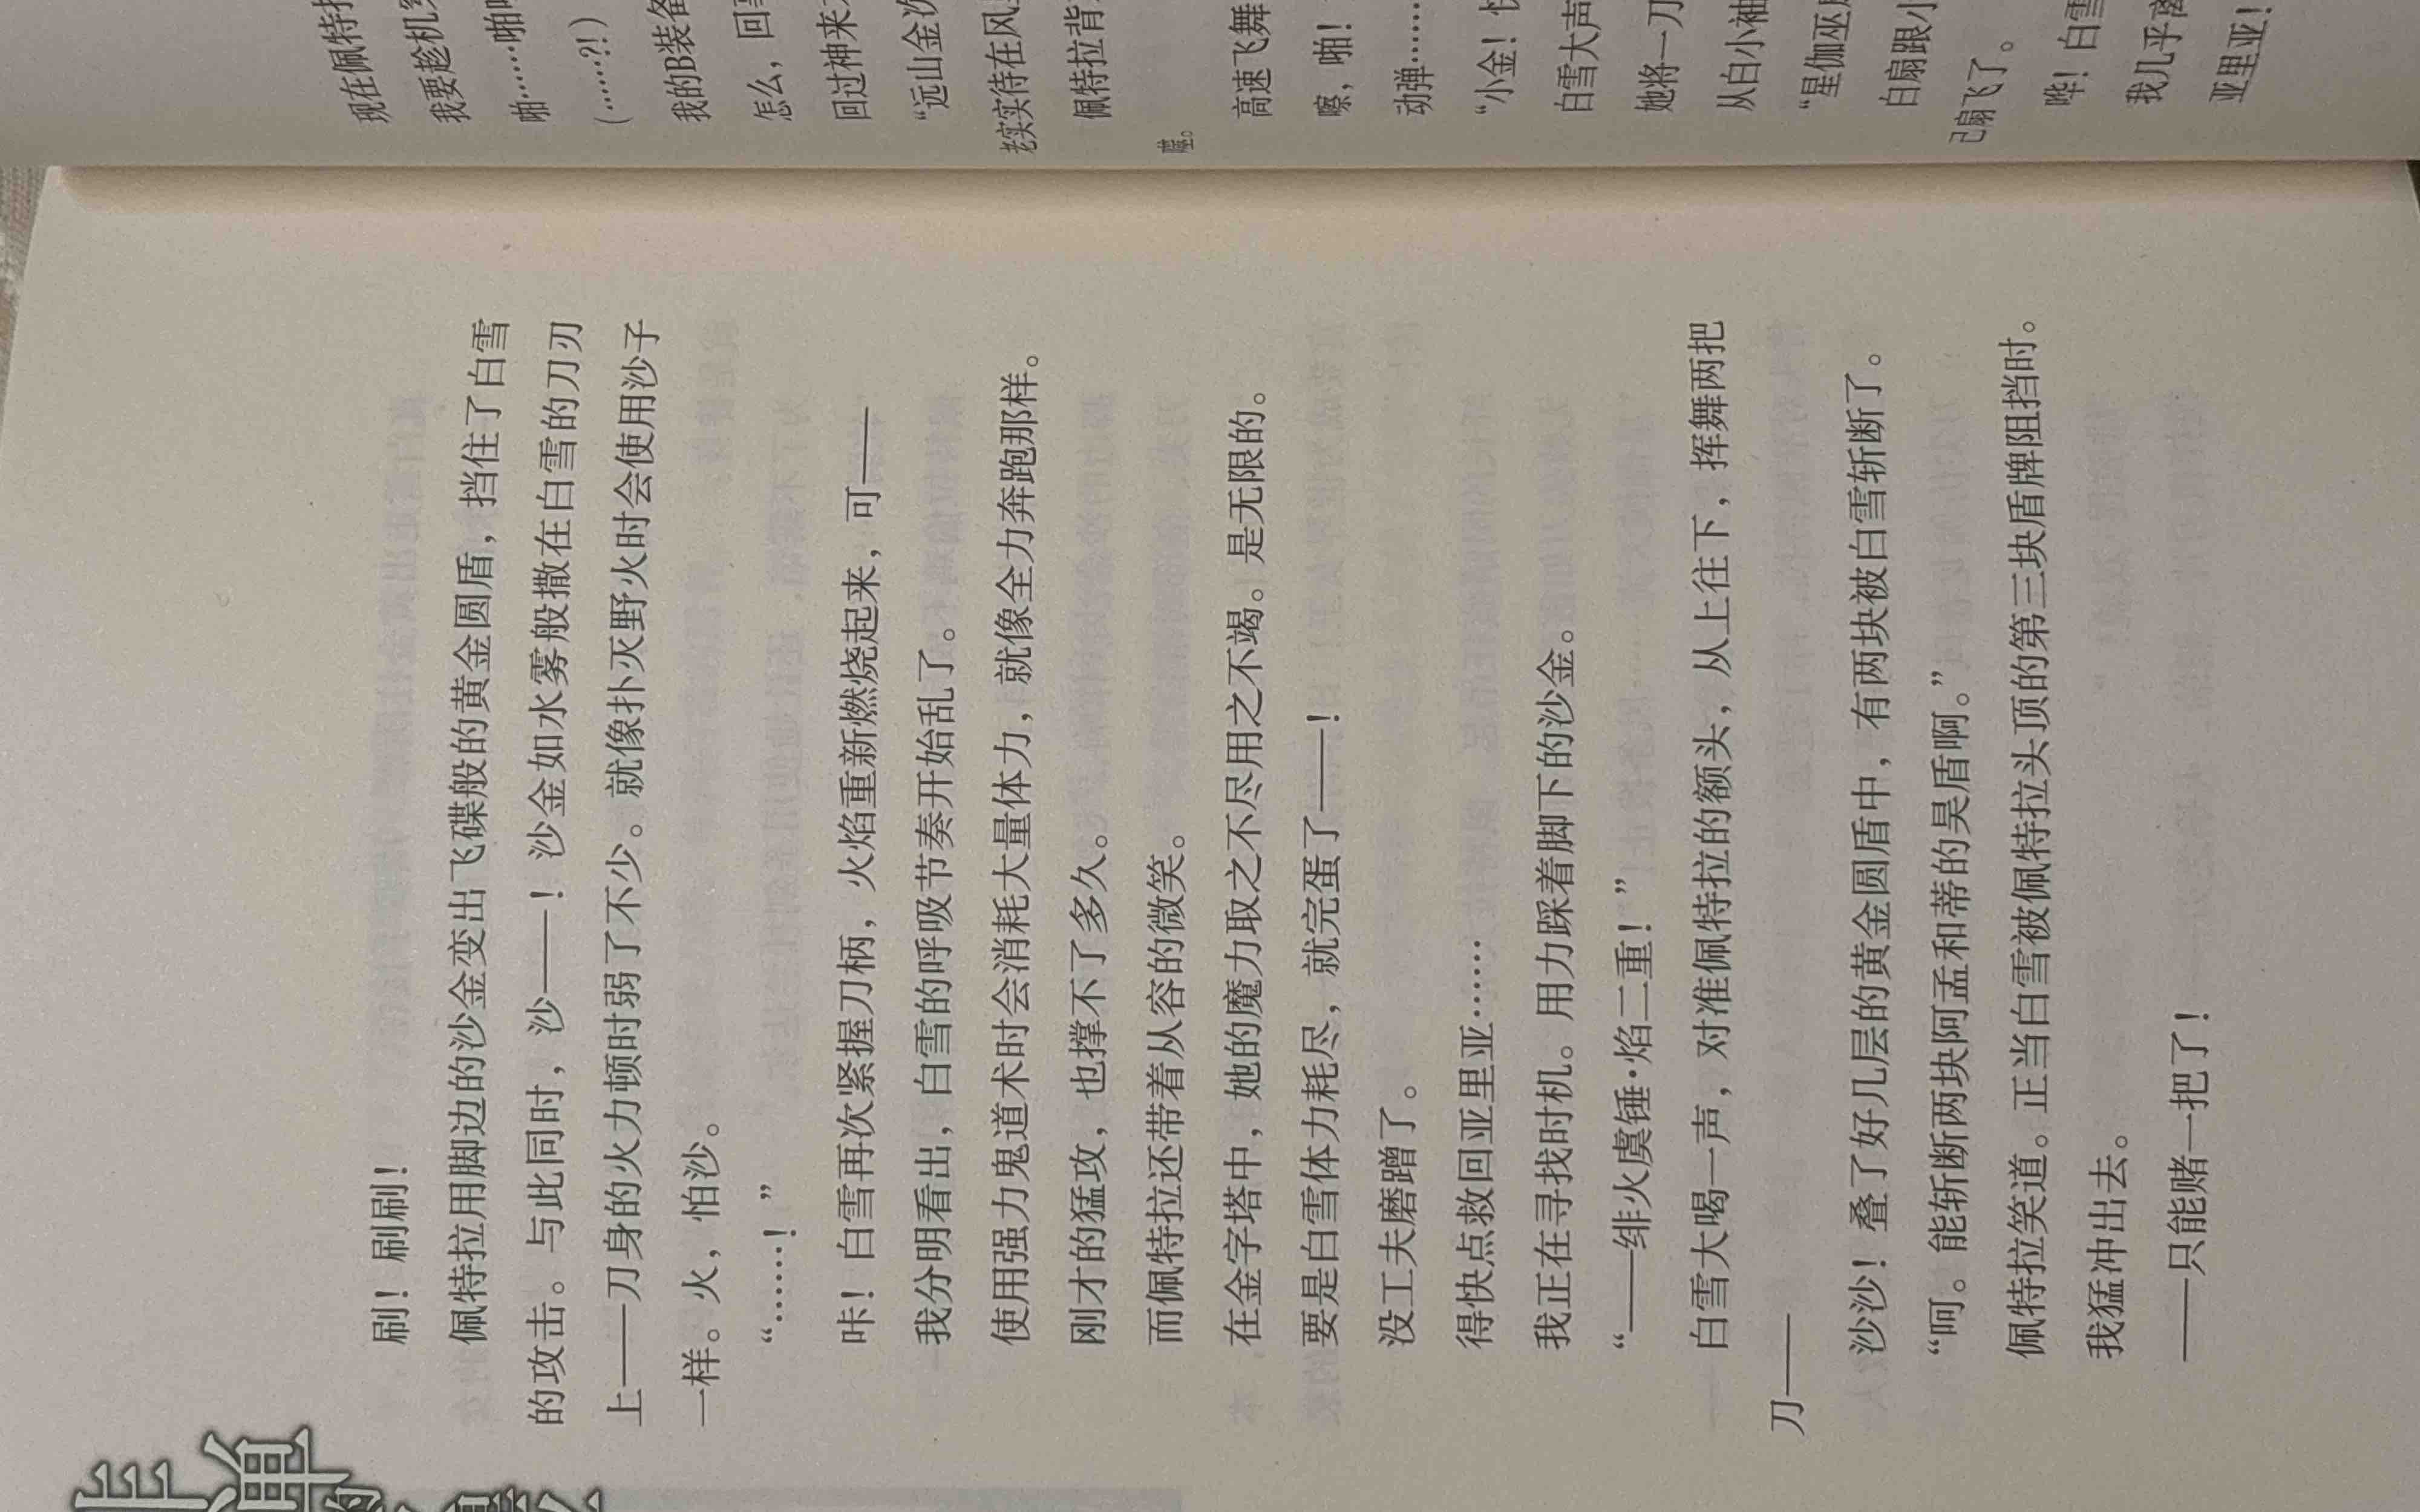 弹
的
刷！刷刷！
佩特拉用脚边的沙金变出飞碟般的黄金圆盾，挡住了白雪
的攻击。与此同时，沙——！沙金如水雾般撒在白雪的刀刃
上——刀身的火力顿时弱了不少。就像扑灭野火时会使用沙子
一样。火，怕沙。
“……！”
咔！白雪再次紧握刀柄，火焰重新燃烧起来，可——
我分明看出，白雪的呼吸节奏开始乱了。
使用强力鬼道术时会消耗大量体力，就像全力奔跑那样。
刚才的猛攻，也撑不了多久。
而佩特拉还带着从容的微笑。
在金字塔中，她的魔力取之不尽用之不竭。是无限的。
要是白雪体力耗尽，就完蛋了——！
没工夫磨蹭了。
得快点救回亚里亚……
我正在寻找时机。用力踩着脚下的沙金。
“——绯火虞锤·焰二重！”
白雪大喝一声，对准佩特拉的额头，从上往下，挥舞两把
刀——
沙沙！叠了好几层的黄金圆盾中，有两块被白雪斩断了。
“呵。能斩断两块阿孟和蒂的昊盾啊。”
佩特拉笑道。正当白雪被佩特拉头顶的第三块盾牌阻挡时。
我猛冲出去。
——只能赌一把了！
现在佩特
我要趁机
啪……啪
（……?!）
我的B装备
怎么，回
回过神来
“远山金次
老实实待在风
佩特拉背
噬。
高速飞舞
嚓，啪！
动弹……
“小金！
白雪大声
她将一刀
从白小袖
“星伽巫
白扇跟小
己扇飞了。
哗！白雪
我几乎离
亚里亚！